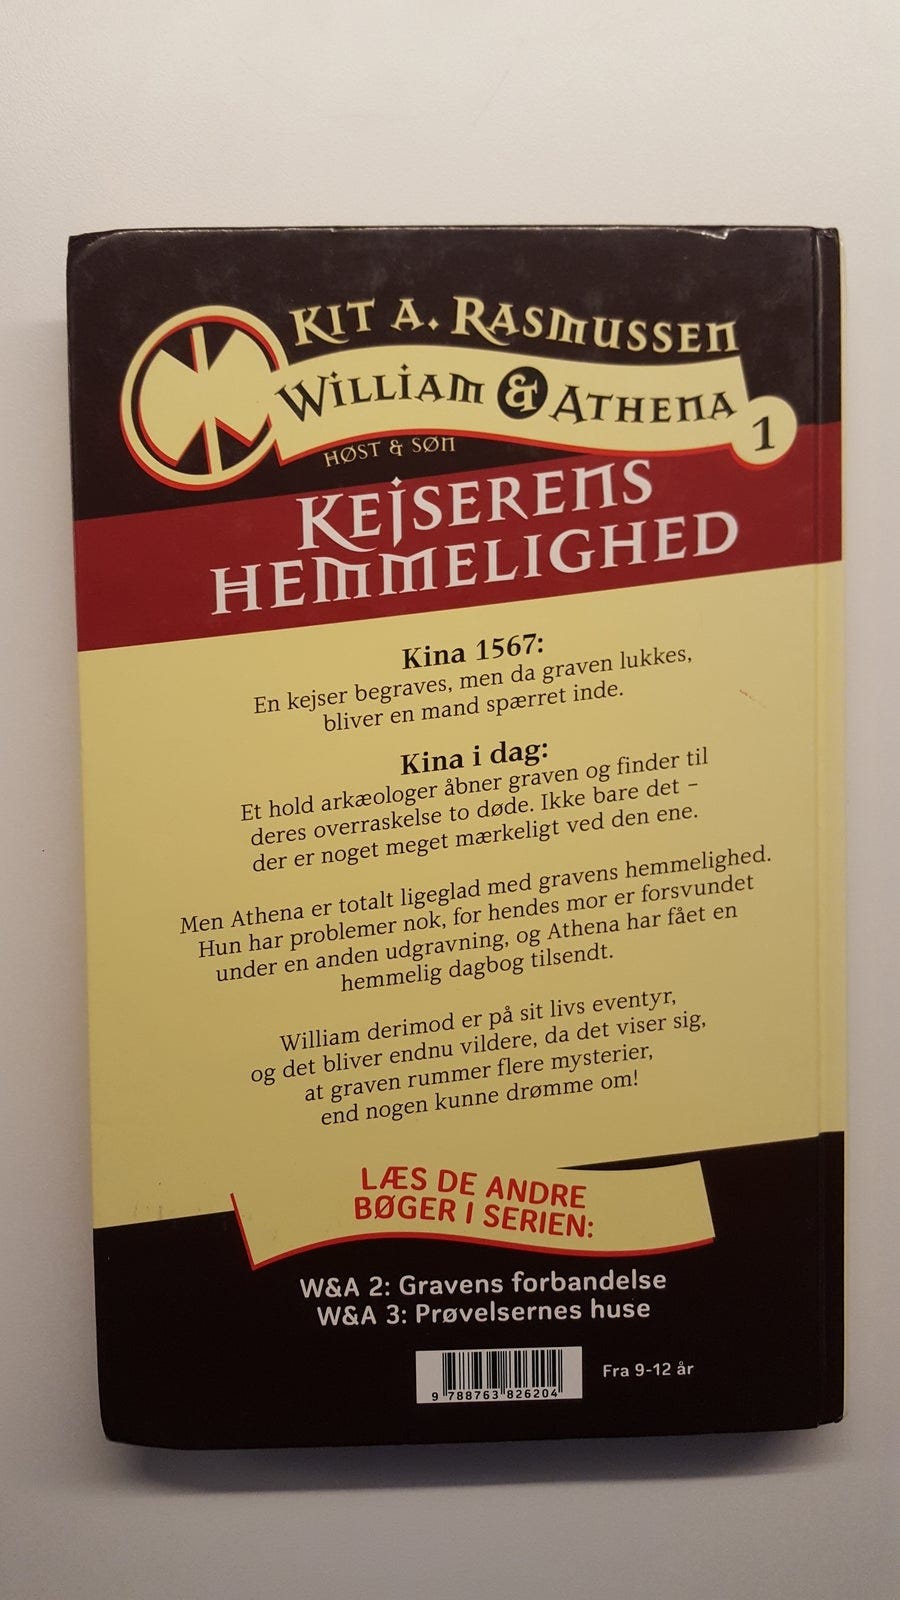 KIT A. RASMUSSEN
WILLIAM & ATHENA
1
HØST & SØN
KEJSERENS
HEMMELIGHED
Kina 1567:
En kejser begraves, men da graven lukkes,
bliver en mand spærret inde.
Kina i dag:
Et hold arkæologer åbner graven og finder til
deres overraskelse to døde. Ikke bare det –
der er noget meget mærkeligt ved den ene.
Men Athena er totalt ligeglad med gravens hemmelighed.
Hun har problemer nok, for hendes mor er forsvundet
under en anden udgravning, og Athena har fået en
hemmelig dagbog tilsendt.
William derimod er på sit livs eventyr,
og det bliver endnu vildere, da det viser sig,
at graven rummer flere mysterier,
end nogen kunne drømme om!
LÆS DE ANDRE
BØGER I SERIEN:
W&A 2: Gravens forbandelse
W&A 3: Prøvelsernes huse
9 788763 826204
Fra 9-12 år